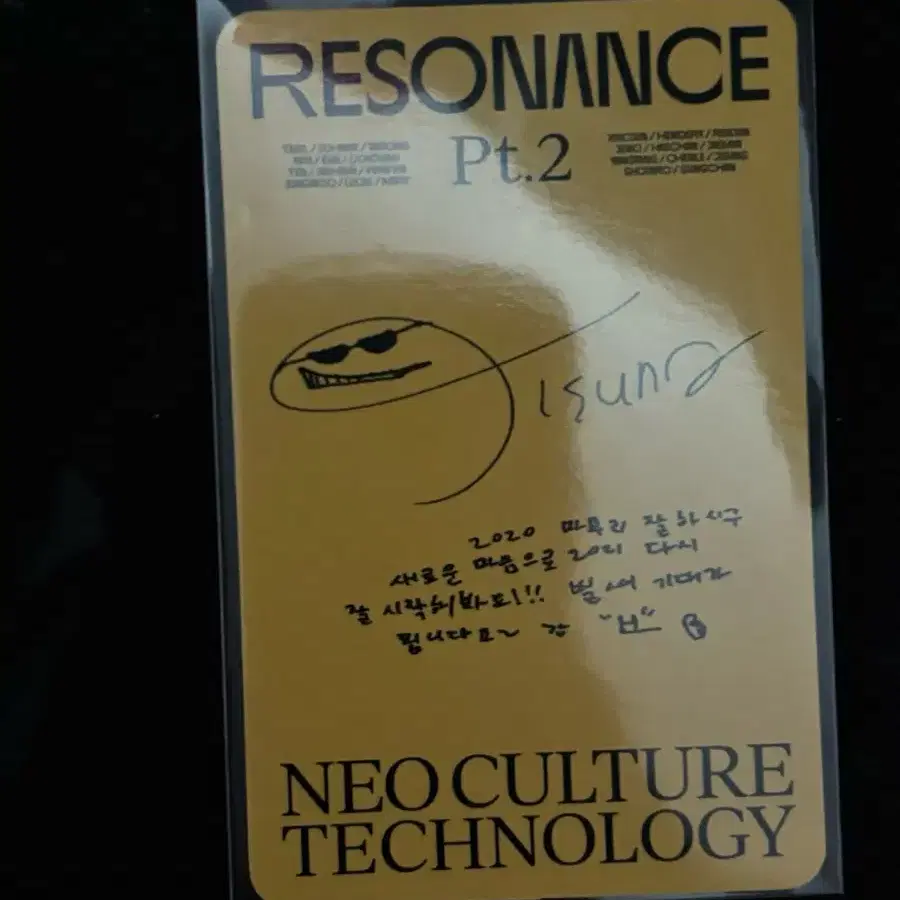 RESONANCE
Pt.2
Jisung
2020 마무리 잘 하시구
새로운 마음으로 2021 다시
잘 시작해봐요!!! 벌써 기대가
됩니다요~
NEO CULTURE
TECHNOLOGY